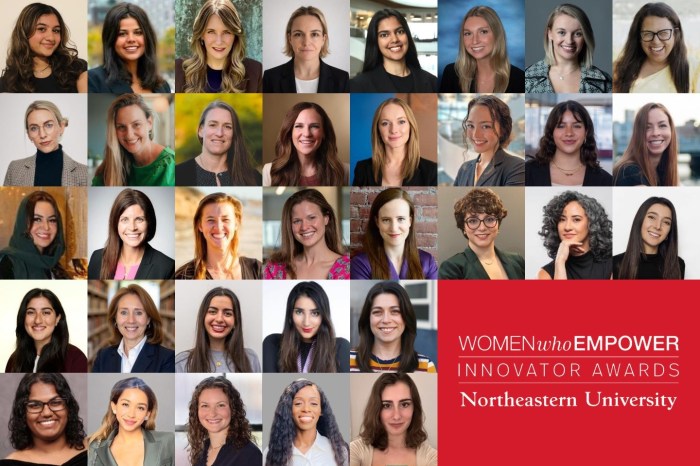 WOMENwhoEMPOWER
INNOVATOR AWARDS
Northeastern University